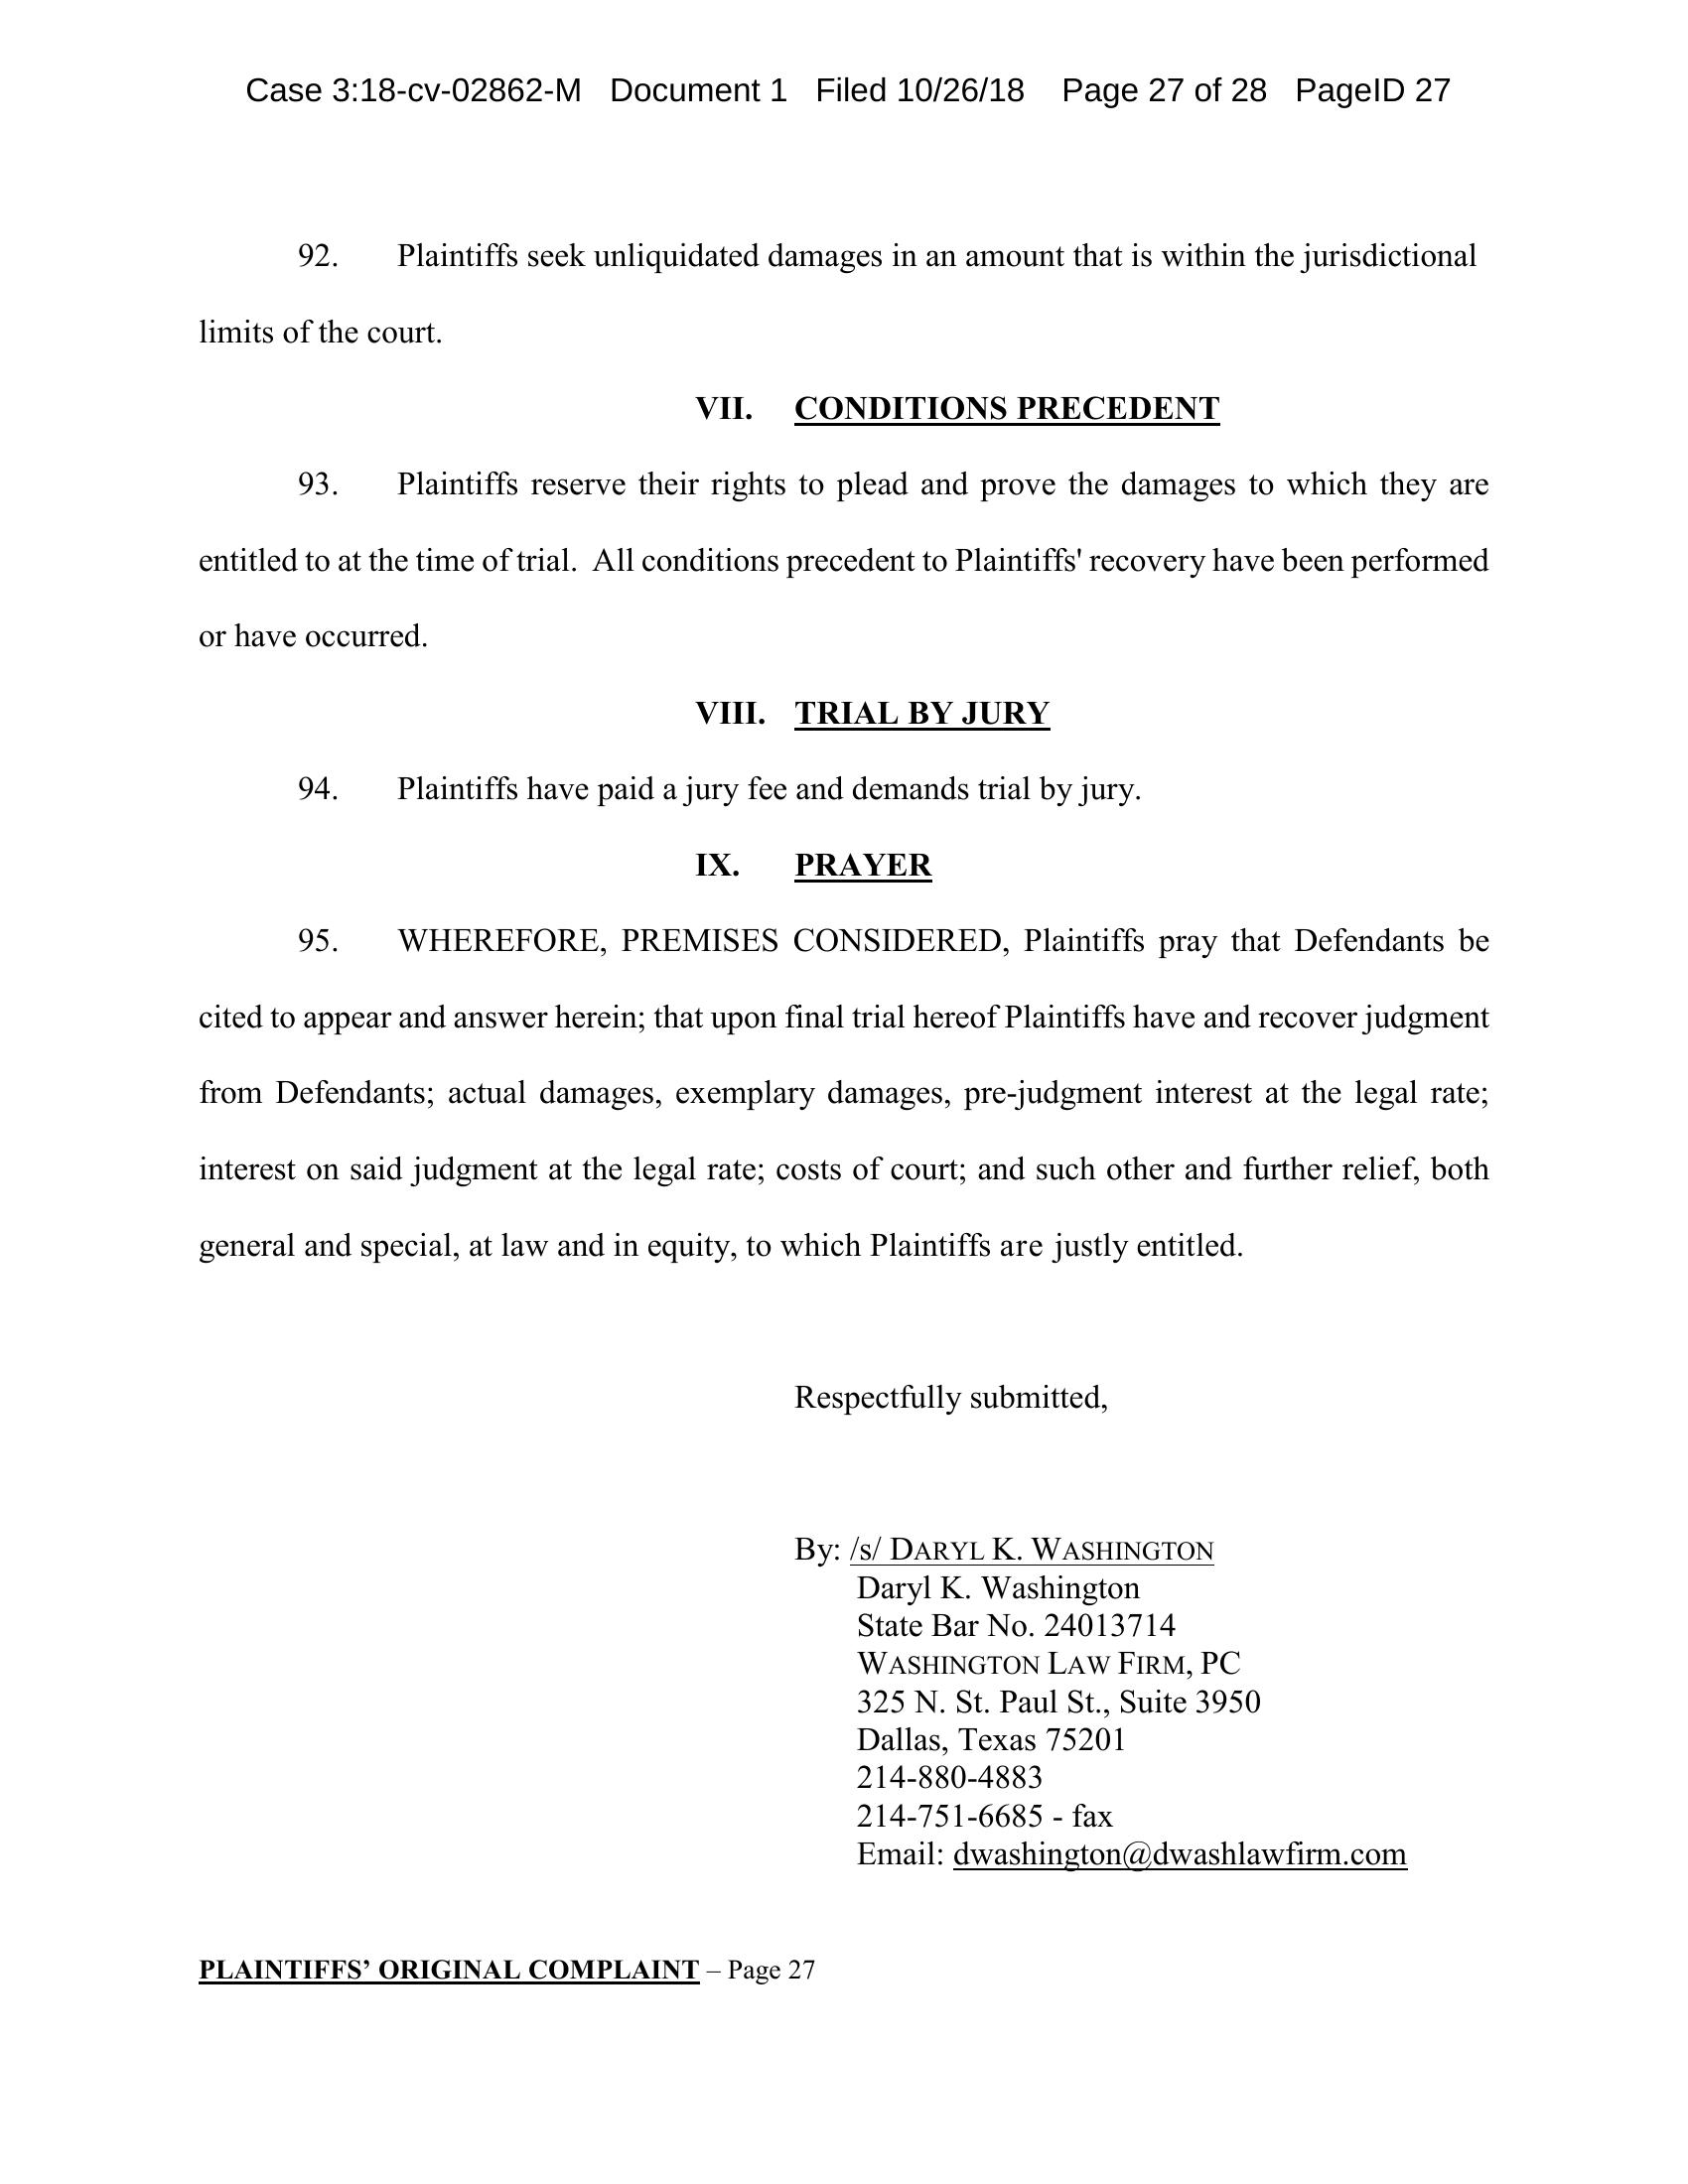 Case 3:18-cv-02862-M Document 1 Filed 10/26/18 Page 27 of 28 PageID 27
92. Plaintiffs seek unliquidated damages in an amount that is within the jurisdictional
limits of the court.
VII. CONDITIONS PRECEDENT
93. Plaintiffs reserve their rights to plead and prove the damages to which they are
entitled to at the time of trial. All conditions precedent to Plaintiffs' recovery have been performed
or have occurred.
VIII. TRIAL BY JURY
94. Plaintiffs have paid a jury fee and demands trial by jury.
IX. PRAYER
95. WHEREFORE, PREMISES CONSIDERED, Plaintiffs pray that Defendants be
cited to appear and answer herein; that upon final trial hereof Plaintiffs have and recover judgment
from Defendants; actual damages, exemplary damages, pre-judgment interest at the legal rate;
interest on said judgment at the legal rate; costs of court; and such other and further relief, both
general and special, at law and in equity, to which Plaintiffs are justly entitled.
Respectfully submitted,
By: /s/ DARYL K. WASHINGTON
Daryl K. Washington
State Bar No. 24013714
WASHINGTON LAW FIRM, PC
325 N. St. Paul St., Suite 3950
Dallas, Texas 75201
214-880-4883
214-751-6685 - fax
Email: dwashington@dwashlawfirm.com
PLAINTIFFS’ ORIGINAL COMPLAINT – Page 27